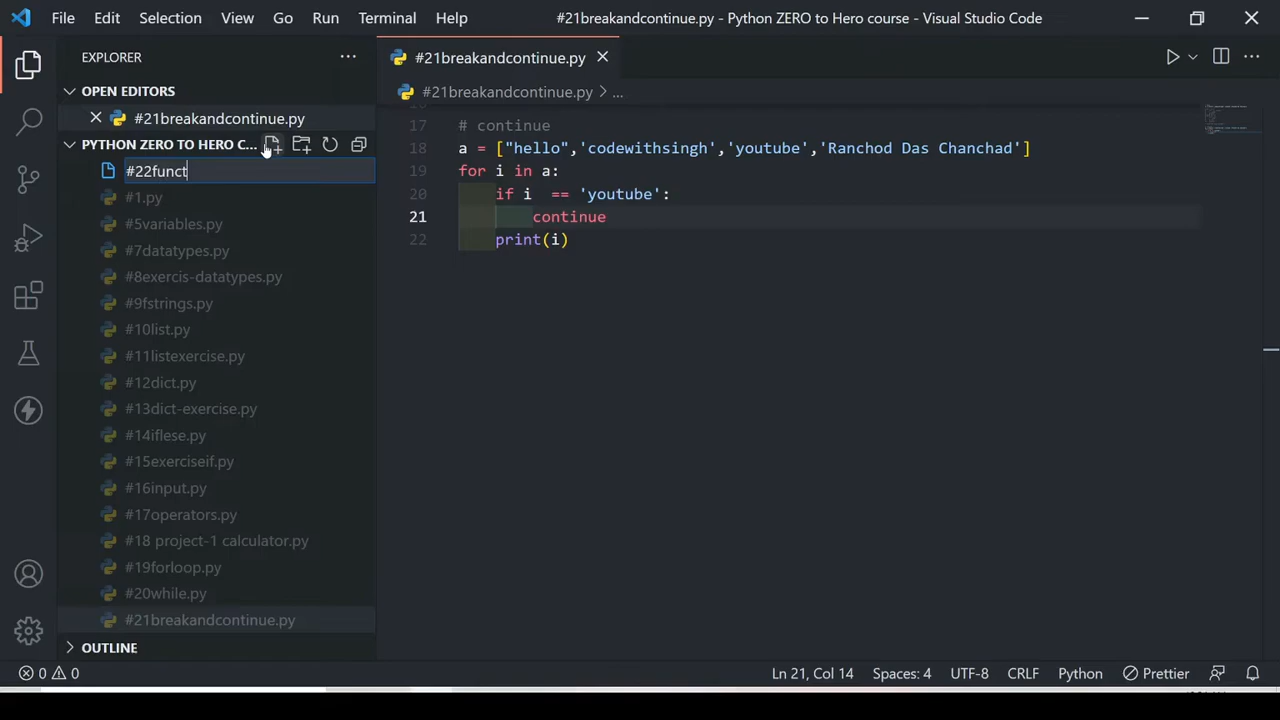 File Edit Selection View Go Run Terminal Help #21breakandcontinue.py - Python ZERO to Hero course - Visual Studio Code
EXPLORER
OPEN EDITORS
#21breakandcontinue.py
PYTHON ZERO TO HERO C...
#22funct
#1.py
#5variables.py
#7datatypes.py
#8exercis-datatypes.py
#9fstrings.py
#10list.py
#11listexercise.py
#12dict.py
#13dict-exercise.py
#14iflese.py
#15exerciseif.py
#16input.py
#17operators.py
#18 project-1 calculator.py
#19forloop.py
#20while.py
#21breakandcontinue.py
OUTLINE
#21breakandcontinue.py
#21breakandcontinue.py > ...
17 # continue
18 a = ["hello",'codewithsingh','youtube','Ranchod Das Chanchad']
19 for i in a:
20 if i == 'youtube':
21 continue
22 print(i)
0 0 Ln 21, Col 14 Spaces: 4 UTF-8 CRLF Python Prettier